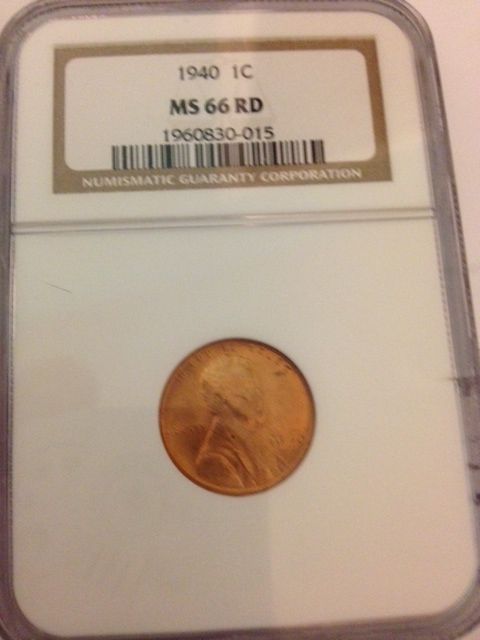 1940 1C
MS 66 RD
1960830-015
NUMISMATIC GUARANTY CORPORATION